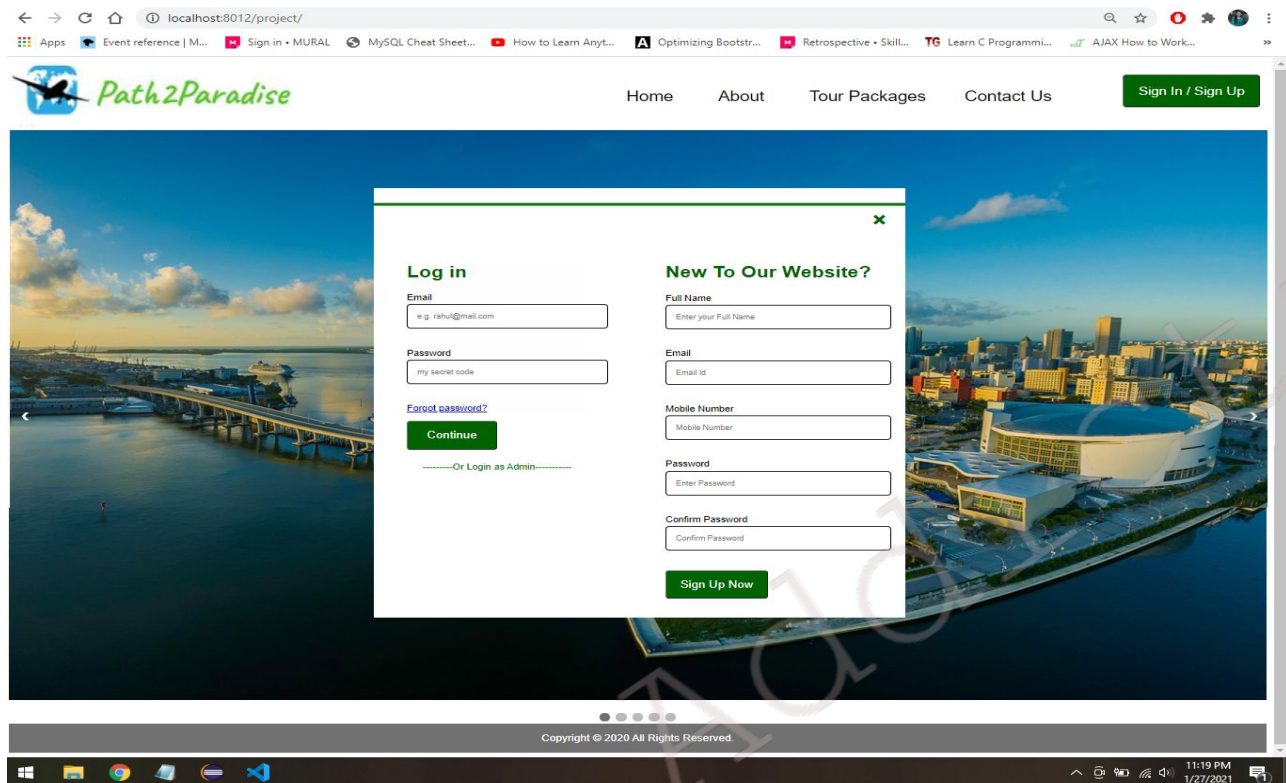 localhost:8012/project/
Apps Event reference | M... Sign in • MURAL MySQL Cheat Sheet... How to Learn Anyt... Optimizing Bootstr... Retrospective • Skill... TG Learn C Programmi... AJAX How to Work... »
Path2Paradise Home About Tour Packages Contact Us Sign In / Sign Up
Log in
Email
e.g. rahul@mail.com
Password
my secret code
Forgot password?
Continue
---------Or Login as Admin-----------
New To Our Website?
Full Name
Enter your Full Name
Email
Email Id
Mobile Number
Mobile Number
Password
Enter Password
Confirm Password
Confirm Password
Sign Up Now
Copyright © 2020 All Rights Reserved.
11:19 PM
1/27/2021